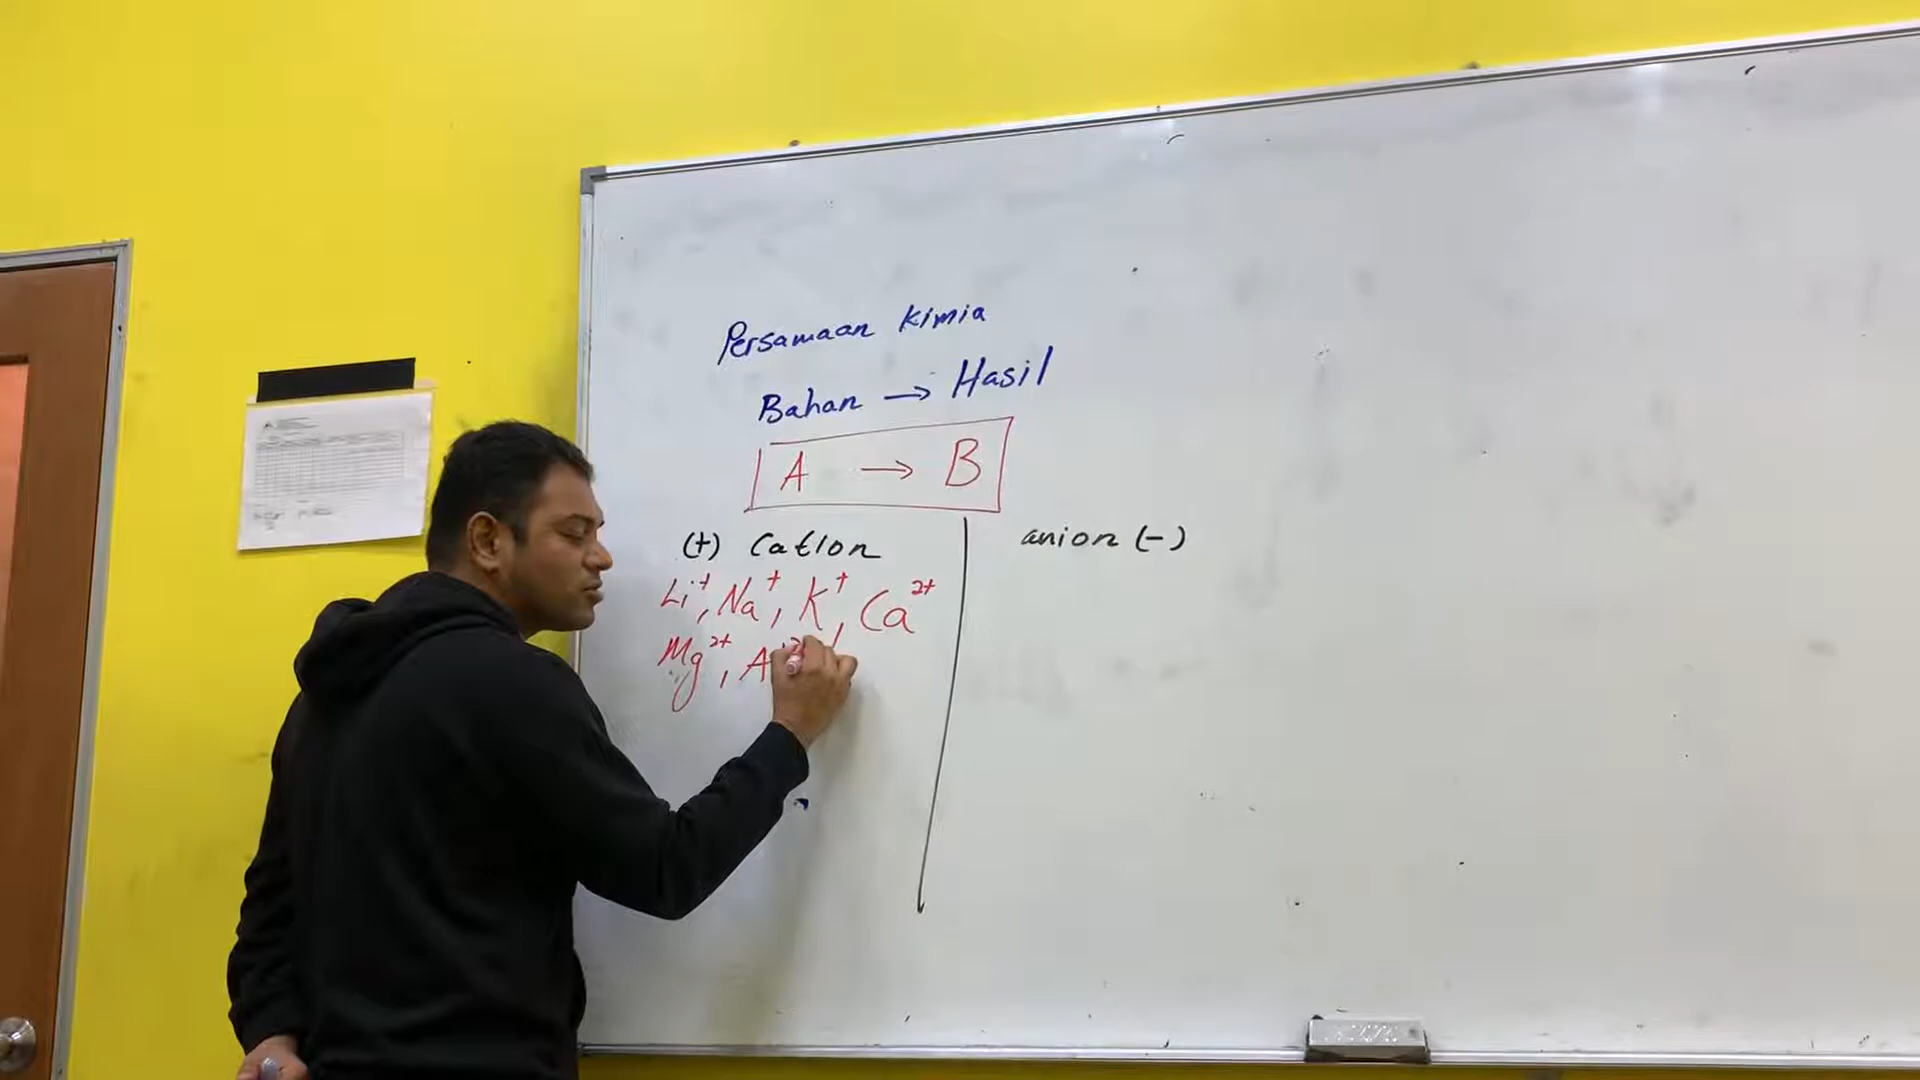 Persamaan kimia
Bahan → Hasil
A → B
(+) Cation
anion (-)
Li⁺, Na⁺, K⁺, Ca²⁺
Mg²⁺, A